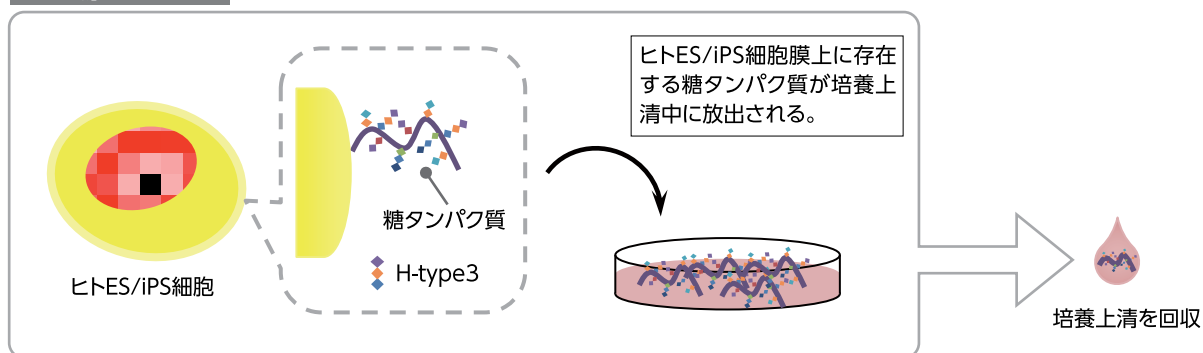 ヒトES/iPS細胞膜上に存在
する糖タンパク質が培養上
清中に放出される。
糖タンパク質
H-type3
ヒトES/iPS細胞
培養上清を回収